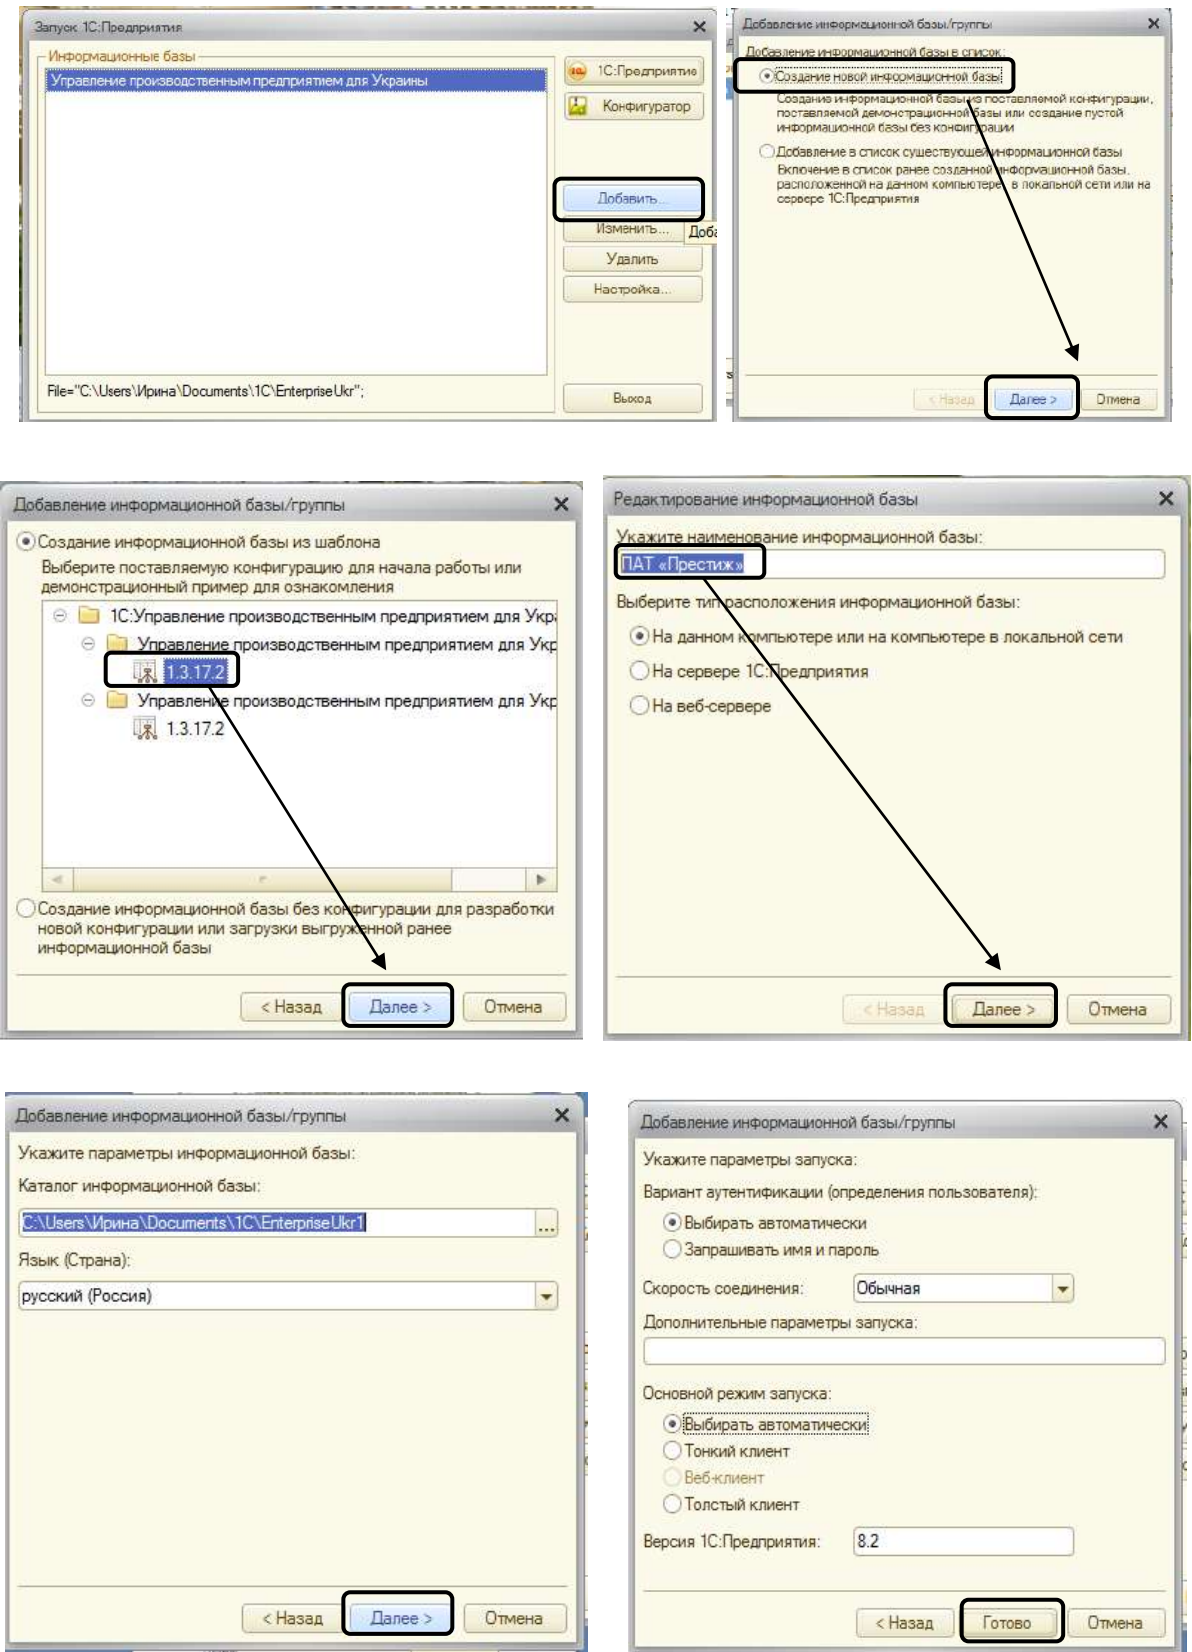 Запуск 1С:Предприятия
Информационные базы
Управление производственным предприятием для Украины
1С:Предприятие
Конфигуратор
Добавить...
Изменить...
Доба
Удалить
Настройка...
File="C:\Users\Ирина\Documents\1C\EnterpriseUkr";
Выход
Добавление информационной базы/группы
Добавление информационной базы в список:
Создание новой информационной базы
Создание информационной базы из поставляемой конфигурации,
поставляемой демонстрационной базы или создание пустой
информационной базы без конфигурации
Добавление в список существующей информационной базы
Включение в список ранее созданной информационной базы,
расположенной на данном компьютере, в локальной сети или на
сервере 1С:Предприятия
< Назад
Далее >
Отмена
Добавление информационной базы/группы
Создание информационной базы из шаблона
Выберите поставляемую конфигурацию для начала работы или
демонстрационный пример для ознакомления
1С:Управление производственным предприятием для Укра
Управление производственным предприятием для Укр
1.3.17.2
Управление производственным предприятием для Укр
1.3.17.2
Создание информационной базы без конфигурации для разработки
новой конфигурации или загрузки выгруженной ранее
информационной базы
< Назад
Далее >
Отмена
Редактирование информационной базы
Укажите наименование информационной базы:
ПАТ «Престиж»
Выберите тип расположения информационной базы:
На данном компьютере или на компьютере в локальной сети
На сервере 1С:Предприятия
На веб-сервере
< Назад
Далее >
Отмена
Добавление информационной базы/группы
Укажите параметры информационной базы:
Каталог информационной базы:
C:\Users\Ирина\Documents\1C\EnterpriseUkr1
...
Язык (Страна):
русский (Россия)
< Назад
Далее >
Отмена
Добавление информационной базы/группы
Укажите параметры запуска:
Вариант аутентификации (определения пользователя):
Выбирать автоматически
Запрашивать имя и пароль
Скорость соединения:
Обычная
Дополнительные параметры запуска:
Основной режим запуска:
Выбирать автоматически
Тонкий клиент
Веб-клиент
Толстый клиент
Версия 1С:Предприятия:
8.2
< Назад
Готово
Отмена